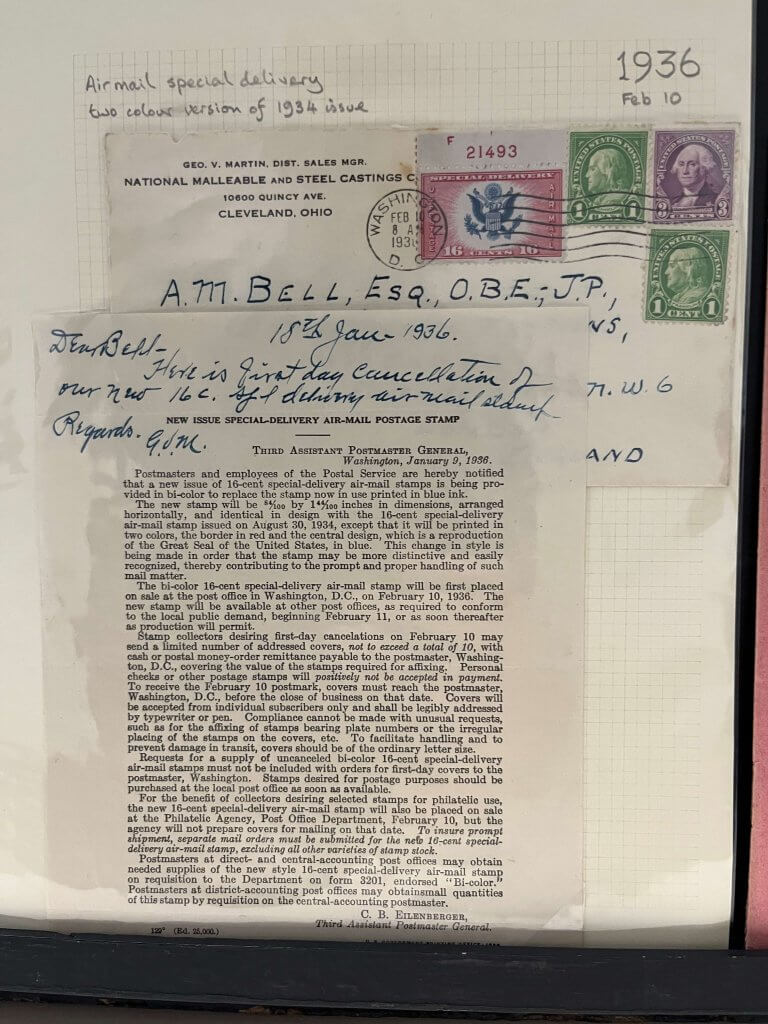 Airmail special delivery
two colour version of 1934 issue
1936
Feb 10
GEO. V. MARTIN, DIST. SALES MGR.
NATIONAL MALLEABLE AND STEEL CASTINGS C
10600 QUINCY AVE.
CLEVELAND, OHIO
F
21493
SPECIAL DELIVERY
AIR MAIL
16 CENTS 16
UNITED STATES POSTAGE
1 CENT 1
UNITED STATES POSTAGE
3 CENTS 3
UNITED STATES POSTAGE
1 CENT 1
WASHINGTON
FEB 10
8 A
1936
D. C.
A. M. BELL, ESQ., O.B.E., J.P.,
NS,
N. W. 6
AND
18th Jan - 1936.
Dear Bell -
Here is first day cancellation of
our new 16c. spl delivery air mail stamp
Regards. G.V.M.
NEW ISSUE SPECIAL-DELIVERY AIR-MAIL POSTAGE STAMP
THIRD ASSISTANT POSTMASTER GENERAL,
Washington, January 9, 1936.
Postmasters and employees of the Postal Service are hereby notified
that a new issue of 16-cent special-delivery air-mail stamps is being pro-
vided in bi-color to replace the stamp now in use printed in blue ink.
The new stamp will be 84/100 by 144/100 inches in dimensions, arranged
horizontally, and identical in design with the 16-cent special-delivery
air-mail stamp issued on August 30, 1934, except that it will be printed in
two colors, the border in red and the central design, which is a reproduction
of the Great Seal of the United States, in blue. This change in style is
being made in order that the stamp may be more distinctive and easily
recognized, thereby contributing to the prompt and proper handling of such
mail matter.
The bi-color 16-cent special-delivery air-mail stamp will be first placed
on sale at the post office in Washington, D.C., on February 10, 1936. The
new stamp will be available at other post offices, as required to conform
to the local public demand, beginning February 11, or as soon thereafter
as production will permit.
Stamp collectors desiring first-day cancelations on February 10 may
send a limited number of addressed covers, not to exceed a total of 10, with
cash or postal money-order remittance payable to the postmaster, Washing-
ton, D.C., covering the value of the stamps required for affixing. Personal
checks or other postage stamps will positively not be accepted in payment.
To receive the February 10 postmark, covers must reach the postmaster,
Washington, D.C., before the close of business on that date. Covers will
be accepted from individual subscribers only and shall be legibly addressed
by typewriter or pen. Compliance cannot be made with unusual requests,
such as for the affixing of stamps bearing plate numbers or the irregular
placing of the stamps on the covers, etc. To facilitate handling and to
prevent damage in transit, covers should be of the ordinary letter size.
Requests for a supply of uncanceled bi-color 16-cent special-delivery
air-mail stamps must not be included with orders for first-day covers to the
postmaster, Washington. Stamps desired for postage purposes should be
purchased at the local post office as soon as available.
For the benefit of collectors desiring selected stamps for philatelic use,
the new 16-cent special-delivery air-mail stamp will also be placed on sale
at the Philatelic Agency, Post Office Department, February 10, but the
agency will not prepare covers for mailing on that date. To insure prompt
shipment, separate mail orders must be submitted for the new 16-cent special-
delivery air-mail stamp, excluding all other varieties of stamp stock.
Postmasters at direct- and central-accounting post offices may obtain
needed supplies of the new style 16-cent special-delivery air-mail stamp
on requisition to the Department on form 3201, endorsed "Bi-color."
Postmasters at district-accounting post offices may obtainsmall quantities
of this stamp by requisition on the central-accounting postmaster.
C. B. EILENBERGER,
Third Assistant Postmaster General.
129° (Ed. 25,000.)